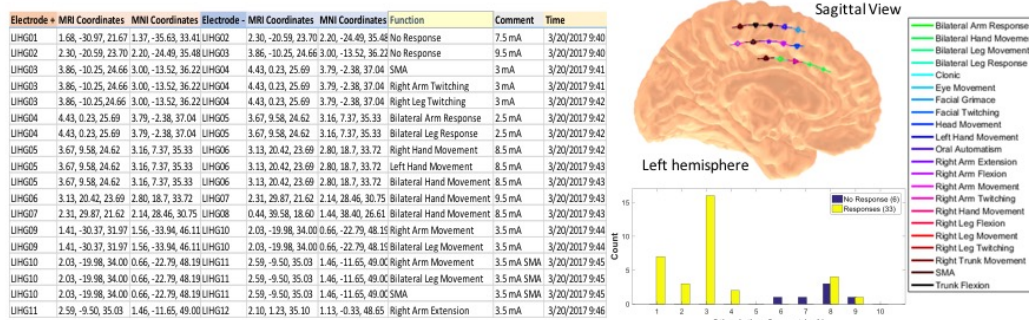 Electrode + MRI Coordinates MNI Coordinates Electrode - MRI Coordinates MNI Coordinates Function Comment Time
LIHG01 1.68, -30.97, 21.67 1.37, -35.63, 33.41 LIHG02 2.30, -20.59, 23.70 2.20, -24.49, 35.48 No Response 7.5 mA 3/20/2017 9:40
LIHG02 2.30, -20.59, 23.70 2.20, -24.49, 35.48 LIHG03 3.86, -10.25, 24.66 3.00, -13.52, 36.22 No Response 9.5 mA 3/20/2017 9:40
LIHG03 3.86, -10.25, 24.66 3.00, -13.52, 36.22 LIHG04 4.43, 0.23, 25.69 3.79, -2.38, 37.04 SMA 3 mA 3/20/2017 9:41
LIHG03 3.86, -10.25, 24.66 3.00, -13.52, 36.22 LIHG04 4.43, 0.23, 25.69 3.79, -2.38, 37.04 Right Arm Twitching 3 mA 3/20/2017 9:41
LIHG03 3.86, -10.25,24.66 3.00, -13.52, 36.22 LIHG04 4.43, 0.23, 25.69 3.79, -2.38, 37.04 Right Leg Twitching 3 mA 3/20/2017 9:42
LIHG04 4.43, 0.23, 25.69 3.79, -2.38, 37.04 LIHG05 3.67, 9.58, 24.62 3.16, 7.37, 35.33 Bilateral Arm Response 2.5 mA 3/20/2017 9:42
LIHG04 4.43, 0.23, 25.69 3.79, -2.38, 37.04 LIHG05 3.67, 9.58, 24.62 3.16, 7.37, 35.33 Bilateral Leg Response 2.5 mA 3/20/2017 9:42
LIHG05 3.67, 9.58, 24.62 3.16, 7.37, 35.33 LIHG06 3.13, 20.42, 23.69 2.80, 18.7, 33.72 Right Hand Movement 8.5 mA 3/20/2017 9:42
LIHG05 3.67, 9.58, 24.62 3.16, 7.37, 35.33 LIHG06 3.13, 20.42, 23.69 2.80, 18.7, 33.72 Left Hand Movement 8.5 mA 3/20/2017 9:43
LIHG05 3.67, 9.58, 24.62 3.16, 7.37, 35.33 LIHG06 3.13, 20.42, 23.69 2.80, 18.7, 33.72 Bilateral Hand Movement 8.5 mA 3/20/2017 9:43
LIHG06 3.13, 20.42, 23.69 2.80, 18.7, 33.72 LIHG07 2.31, 29.87, 21.62 2.14, 28.46, 30.75 Bilateral Hand Movement 9.5 mA 3/20/2017 9:43
LIHG07 2.31, 29.87, 21.62 2.14, 28.46, 30.75 LIHG08 0.44, 39.58, 18.60 1.44, 38.40, 26.61 Bilateral Hand Movement 8.5 mA 3/20/2017 9:43
LIHG09 1.41, -30.37, 31.97 1.56, -33.94, 46.11 LIHG10 2.03, -19.98, 34.00 0.66, -22.79, 48.19 Right Arm Movement 3.5 mA 3/20/2017 9:44
LIHG09 1.41, -30.37, 31.97 1.56, -33.94, 46.11 LIHG10 2.03, -19.98, 34.00 0.66, -22.79, 48.19 Bilateral Leg Movement 3.5 mA 3/20/2017 9:44
LIHG10 2.03, -19.98, 34.00 0.66, -22.79, 48.19 LIHG11 2.59, -9.50, 35.03 1.46, -11.65, 49.00 Right Arm Movement 3.5 mA SMA 3/20/2017 9:45
LIHG10 2.03, -19.98, 34.00 0.66, -22.79, 48.19 LIHG11 2.59, -9.50, 35.03 1.46, -11.65, 49.00 Bilateral Leg Movement 3.5 mA SMA 3/20/2017 9:45
LIHG10 2.03, -19.98, 34.00 0.66, -22.79, 48.19 LIHG11 2.59, -9.50, 35.03 1.46, -11.65, 49.00 SMA 3.5 mA SMA 3/20/2017 9:45
LIHG11 2.59, -9.50, 35.03 1.46, -11.65, 49.00 LIHG12 2.10, 1.23, 35.10 1.13, -0.33, 48.65 Right Arm Extension 3.5 mA 3/20/2017 9:46
Sagittal View
Left hemisphere
Bilateral Arm Response
Bilateral Hand Moveme
Bilateral Leg Movement
Bilateral Leg Response
Clonic
Eye Movement
Facial Grimace
Facial Twitching
Head Movement
Left Hand Movement
Oral Automatism
Right Arm Extension
Right Arm Flexion
Right Arm Movement
Right Arm Twitching
Right Hand Movement
Right Leg Flexion
Right Leg Movement
Right Leg Twitching
Right Trunk Movement
SMA
Trunk Flexion
No Response (6)
Responses (33)
Count
15
10
5
0
1 2 3 4 5 6 7 8 9 10